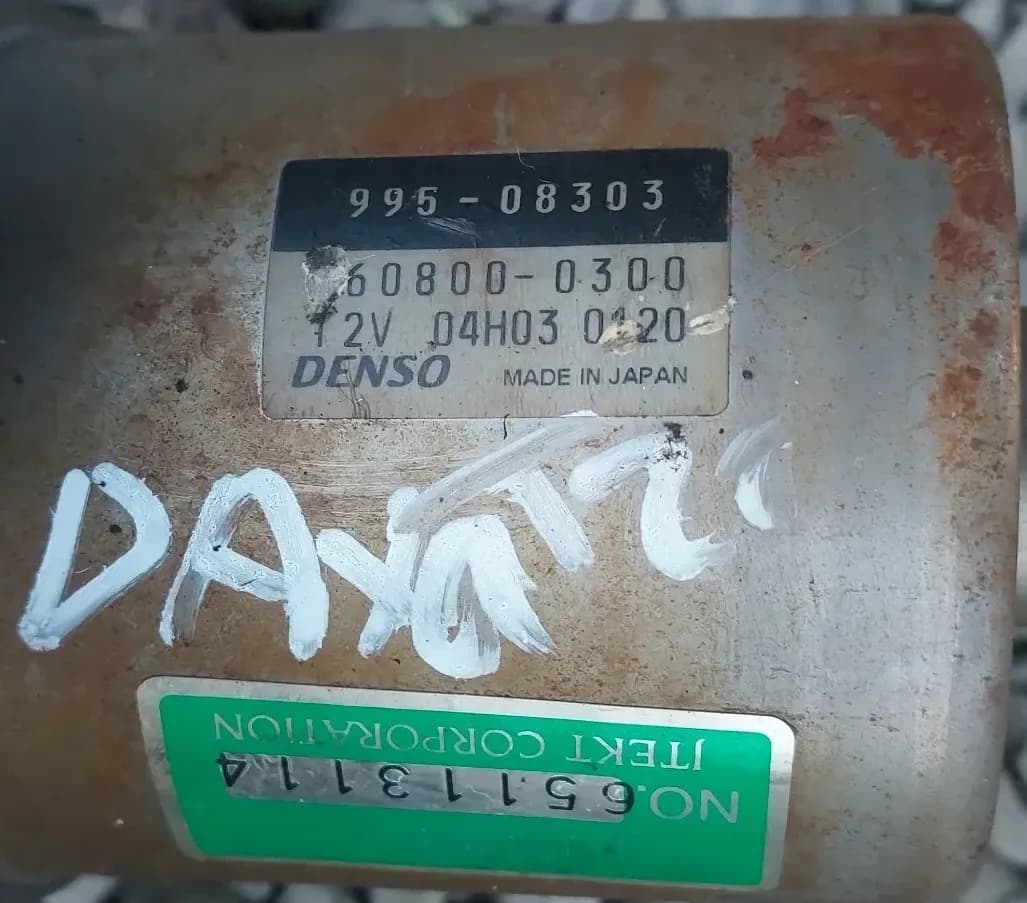 995-08303
60800-0300
12V 04H03 0120
DENSO MADE IN JAPAN
JTEKT CORPORATION
NO.65113114